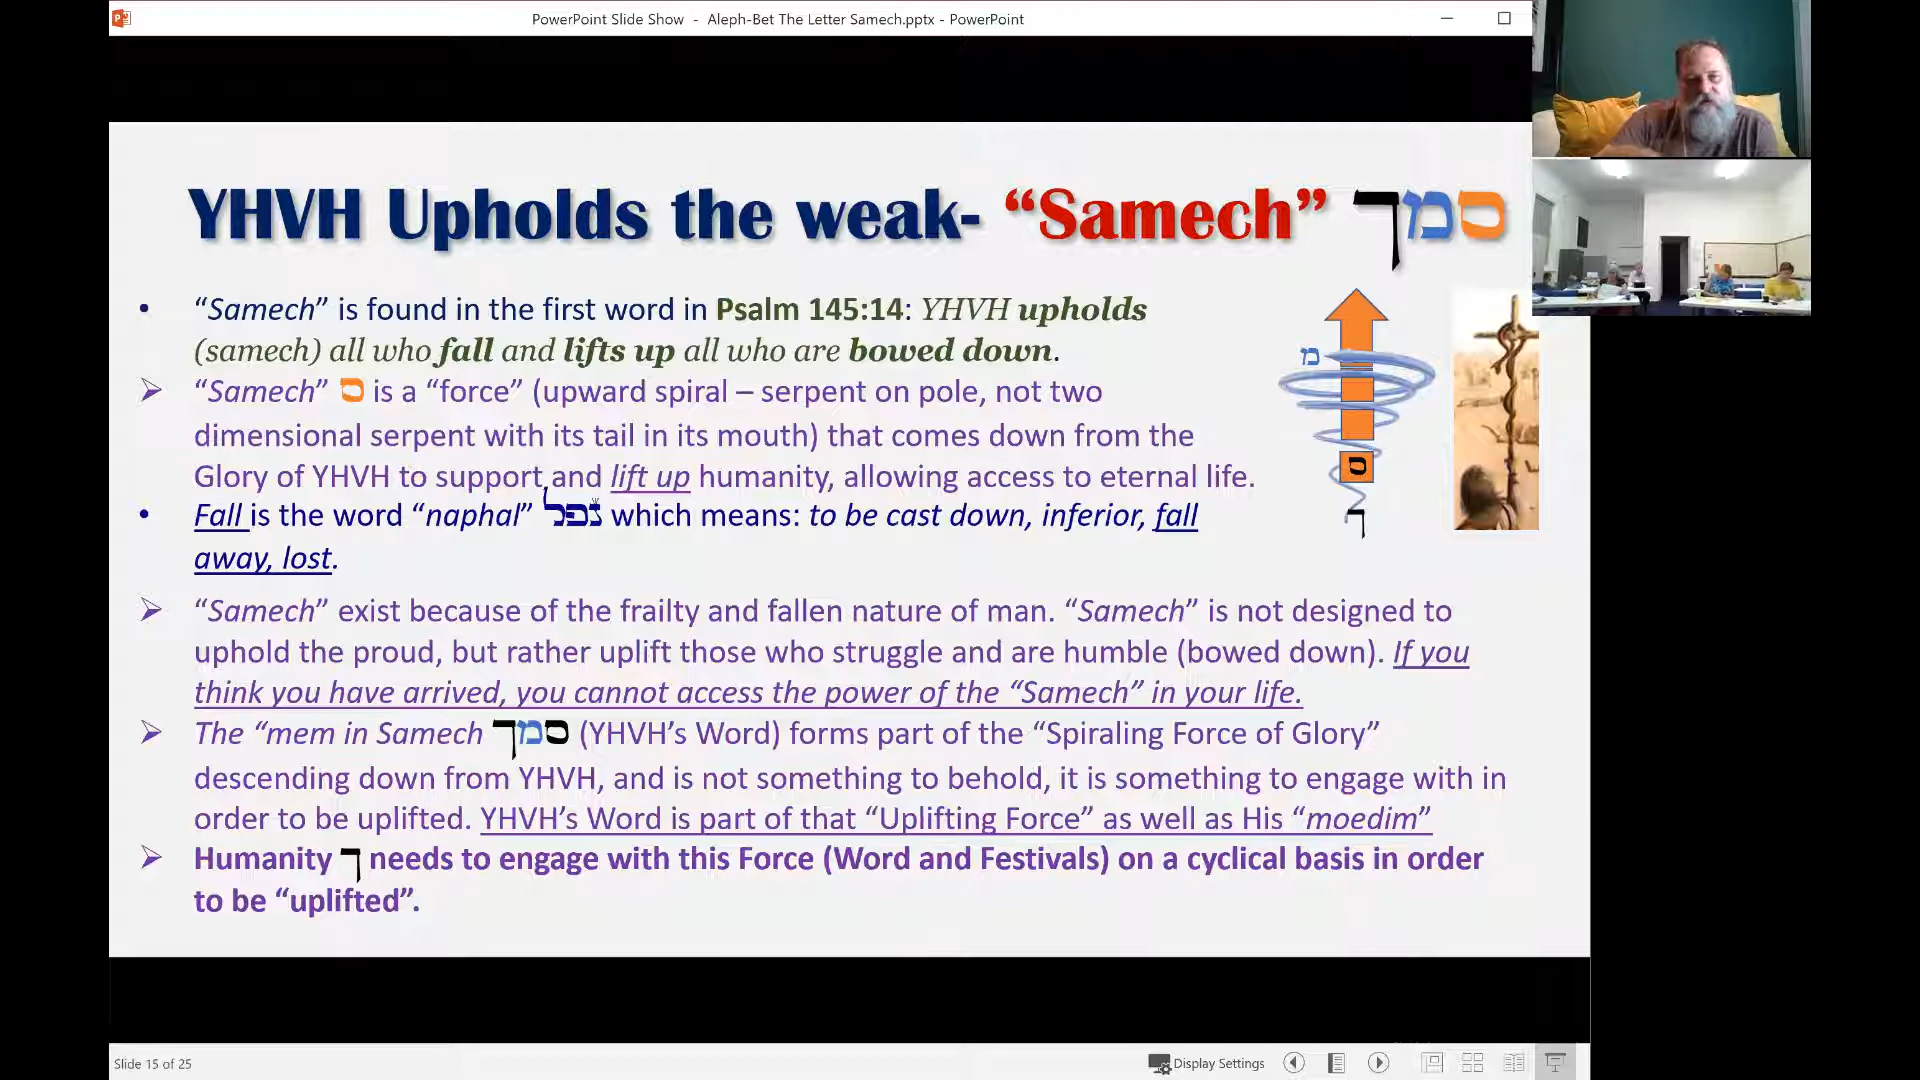 PowerPoint Slide Show - Aleph-Bet The Letter Samech.pptx - PowerPoint
YHVH Upholds the weak- “Samech” סמך
• “Samech” is found in the first word in Psalm 145:14: YHVH upholds
(samech) all who fall and lifts up all who are bowed down.
➢ “Samech” ס is a “force” (upward spiral – serpent on pole, not two
dimensional serpent with its tail in its mouth) that comes down from the
Glory of YHVH to support and lift up humanity, allowing access to eternal life.
• Fall is the word “naphal” נפל which means: to be cast down, inferior, fall
away, lost.
➢ “Samech” exist because of the frailty and fallen nature of man. “Samech” is not designed to
uphold the proud, but rather uplift those who struggle and are humble (bowed down). If you
think you have arrived, you cannot access the power of the “Samech” in your life.
➢ The “mem in Samech סמך (YHVH’s Word) forms part of the “Spiraling Force of Glory”
descending down from YHVH, and is not something to behold, it is something to engage with in
order to be uplifted. YHVH’s Word is part of that “Uplifting Force” as well as His “moedim”
➢ Humanity ך needs to engage with this Force (Word and Festivals) on a cyclical basis in order
to be “uplifted”.
מ
ס
ך
Slide 15 of 25
Display Settings